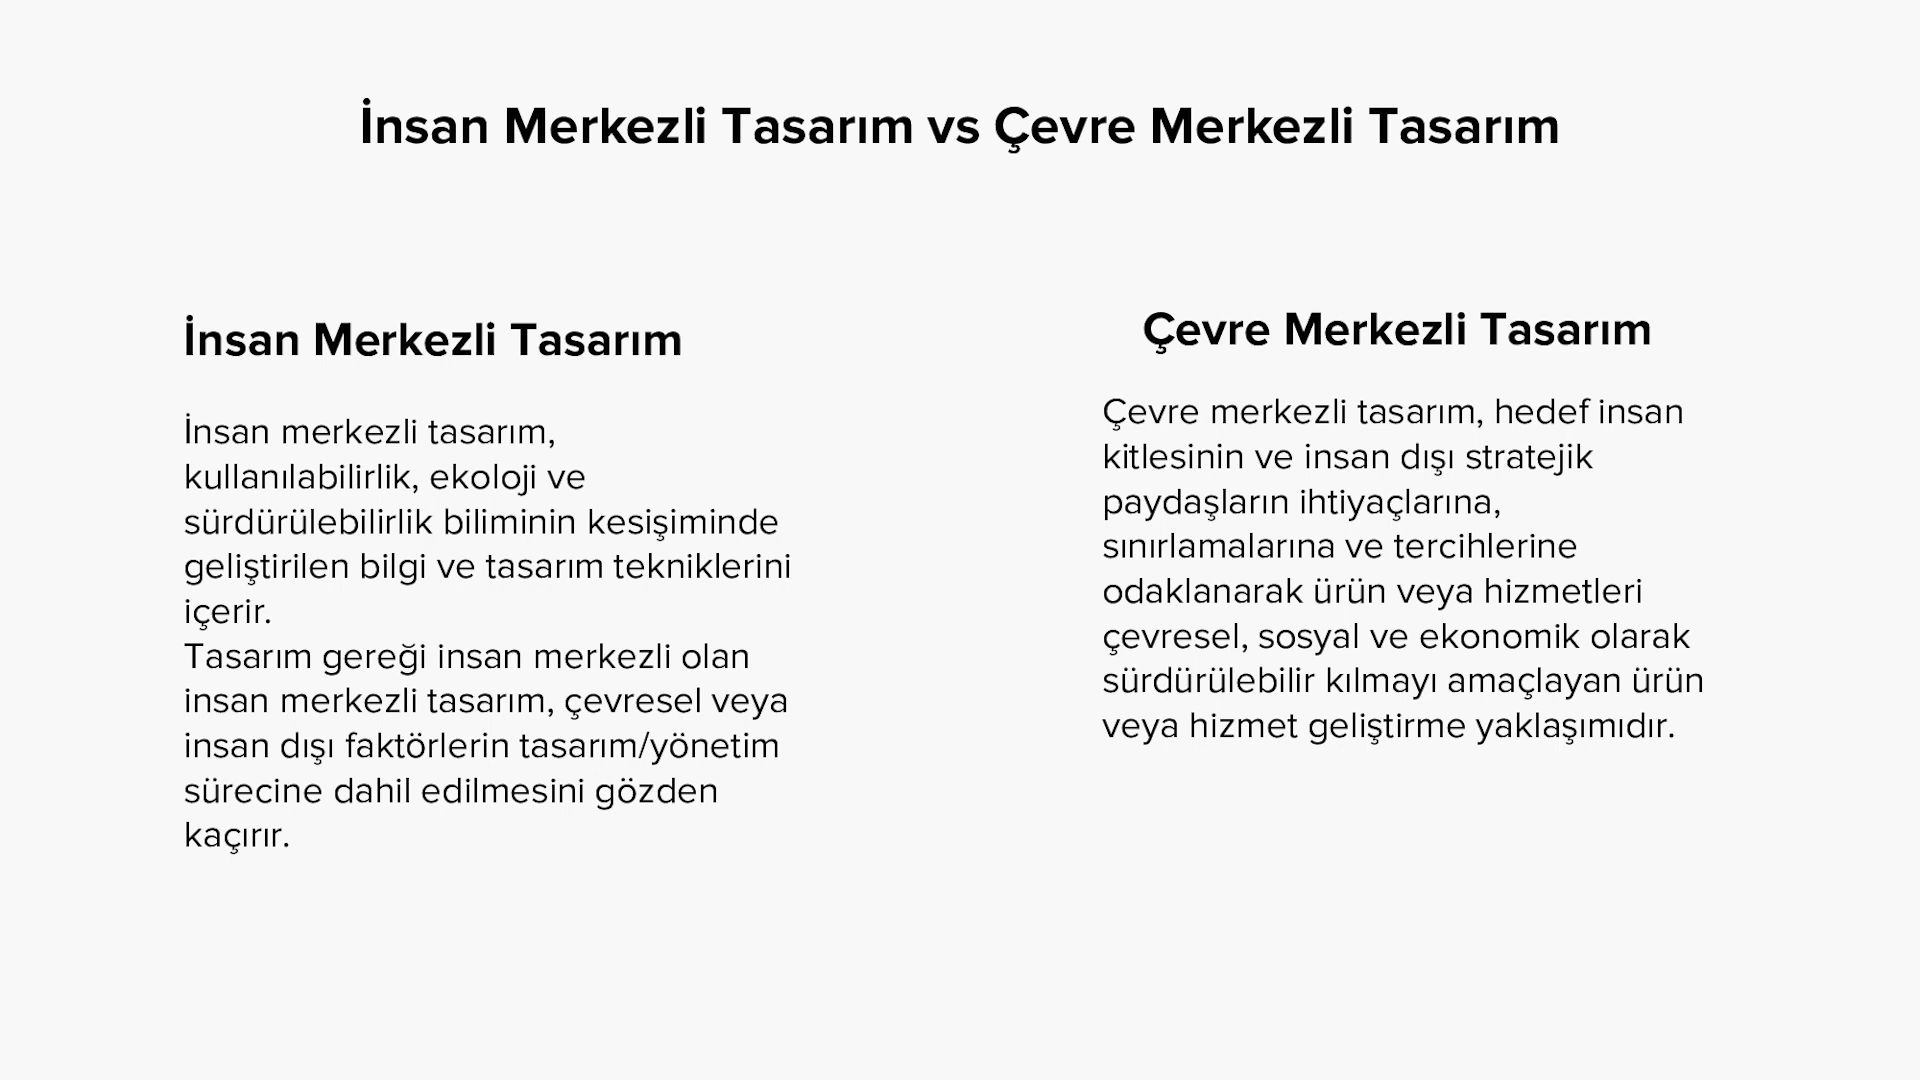 İnsan Merkezli Tasarım vs Çevre Merkezli Tasarım
İnsan Merkezli Tasarım
İnsan merkezli tasarım,
kullanılabilirlik, ekoloji ve
sürdürülebilirlik biliminin kesişiminde
geliştirilen bilgi ve tasarım tekniklerini
içerir.
Tasarım gereği insan merkezli olan
insan merkezli tasarım, çevresel veya
insan dışı faktörlerin tasarım/yönetim
sürecine dahil edilmesini gözden
kaçırır.
Çevre Merkezli Tasarım
Çevre merkezli tasarım, hedef insan
kitlesinin ve insan dışı stratejik
paydaşların ihtiyaçlarına,
sınırlamalarına ve tercihlerine
odaklanarak ürün veya hizmetleri
çevresel, sosyal ve ekonomik olarak
sürdürülebilir kılmayı amaçlayan ürün
veya hizmet geliştirme yaklaşımıdır.